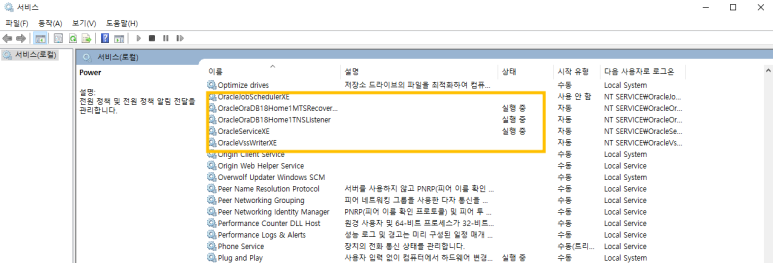 서비스
파일(F) 동작(A) 보기(V) 도움말(H)
서비스(로컬)
서비스(로컬)
Power
설명:
전원 정책 및 전원 정책 알림 전달을
관리합니다.
이름 설명 상태 시작 유형 다음 사용자로 로그온
Optimize drives 저장소 드라이브의 파일을 최적화하여 컴퓨... 수동 Local System
OracleJobSchedulerXE 사용 안 함 NT SERVICE\OracleJo...
OracleOraDB18Home1MTSRecover... 실행 중 자동 NT SERVICE\OracleOr...
OracleOraDB18Home1TNSListener 실행 중 자동 NT SERVICE\OracleOr...
OracleServiceXE 실행 중 자동 NT SERVICE\OracleSe...
OracleVssWriterXE 자동 NT SERVICE\OracleVs...
Origin Client Service 수동 Local System
Origin Web Helper Service 수동 Local Service
Overwolf Updater Windows SCM 수동 Local System
Peer Name Resolution Protocol 서버를 사용하지 않고 PNRP(피어 이름 확인 ... 수동 Local Service
Peer Networking Grouping 피어 네트워킹 그룹을 사용한 다자 통신을 ... 수동 Local Service
Peer Networking Identity Manager PNRP(피어 이름 확인 프로토콜) 및 피어 투 ... 수동 Local Service
Performance Counter DLL Host 원격 사용자 및 64-비트 프로세스가 32-비트... 수동 Local Service
Performance Logs & Alerts 성능 로그 및 경고는 미리 구성된 일정 매개 ... 수동 Local Service
Phone Service 장치의 전화 통신 상태를 관리합니다. 수동(트리... Local Service
Plug and Play 사용자 입력 없이 컴퓨터에서 하드웨어 변경... 실행 중 수동 Local System